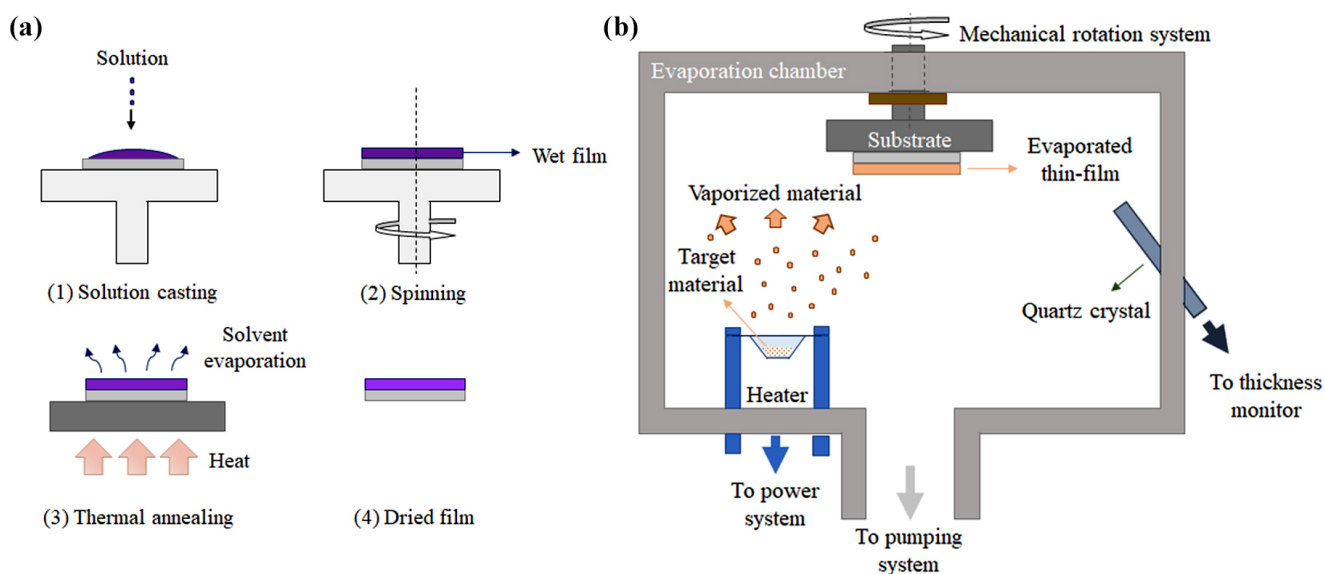 (a)
Solution
Wet film
(1) Solution casting
(2) Spinning
Solvent
evaporation
Heat
(3) Thermal annealing
(4) Dried film
(b)
Mechanical rotation system
Evaporation chamber
Substrate
Evaporated
thin-film
Vaporized material
Target
material
Quartz crystal
Heater
To thickness
monitor
To power
system
To pumping
system